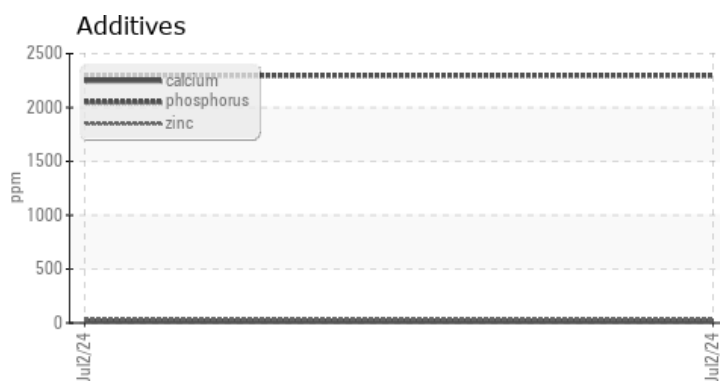 Additives
2500
2000
1500
1000
500
0
ppm
calcium
phosphorus
zinc
Jul2/24
Jul2/24